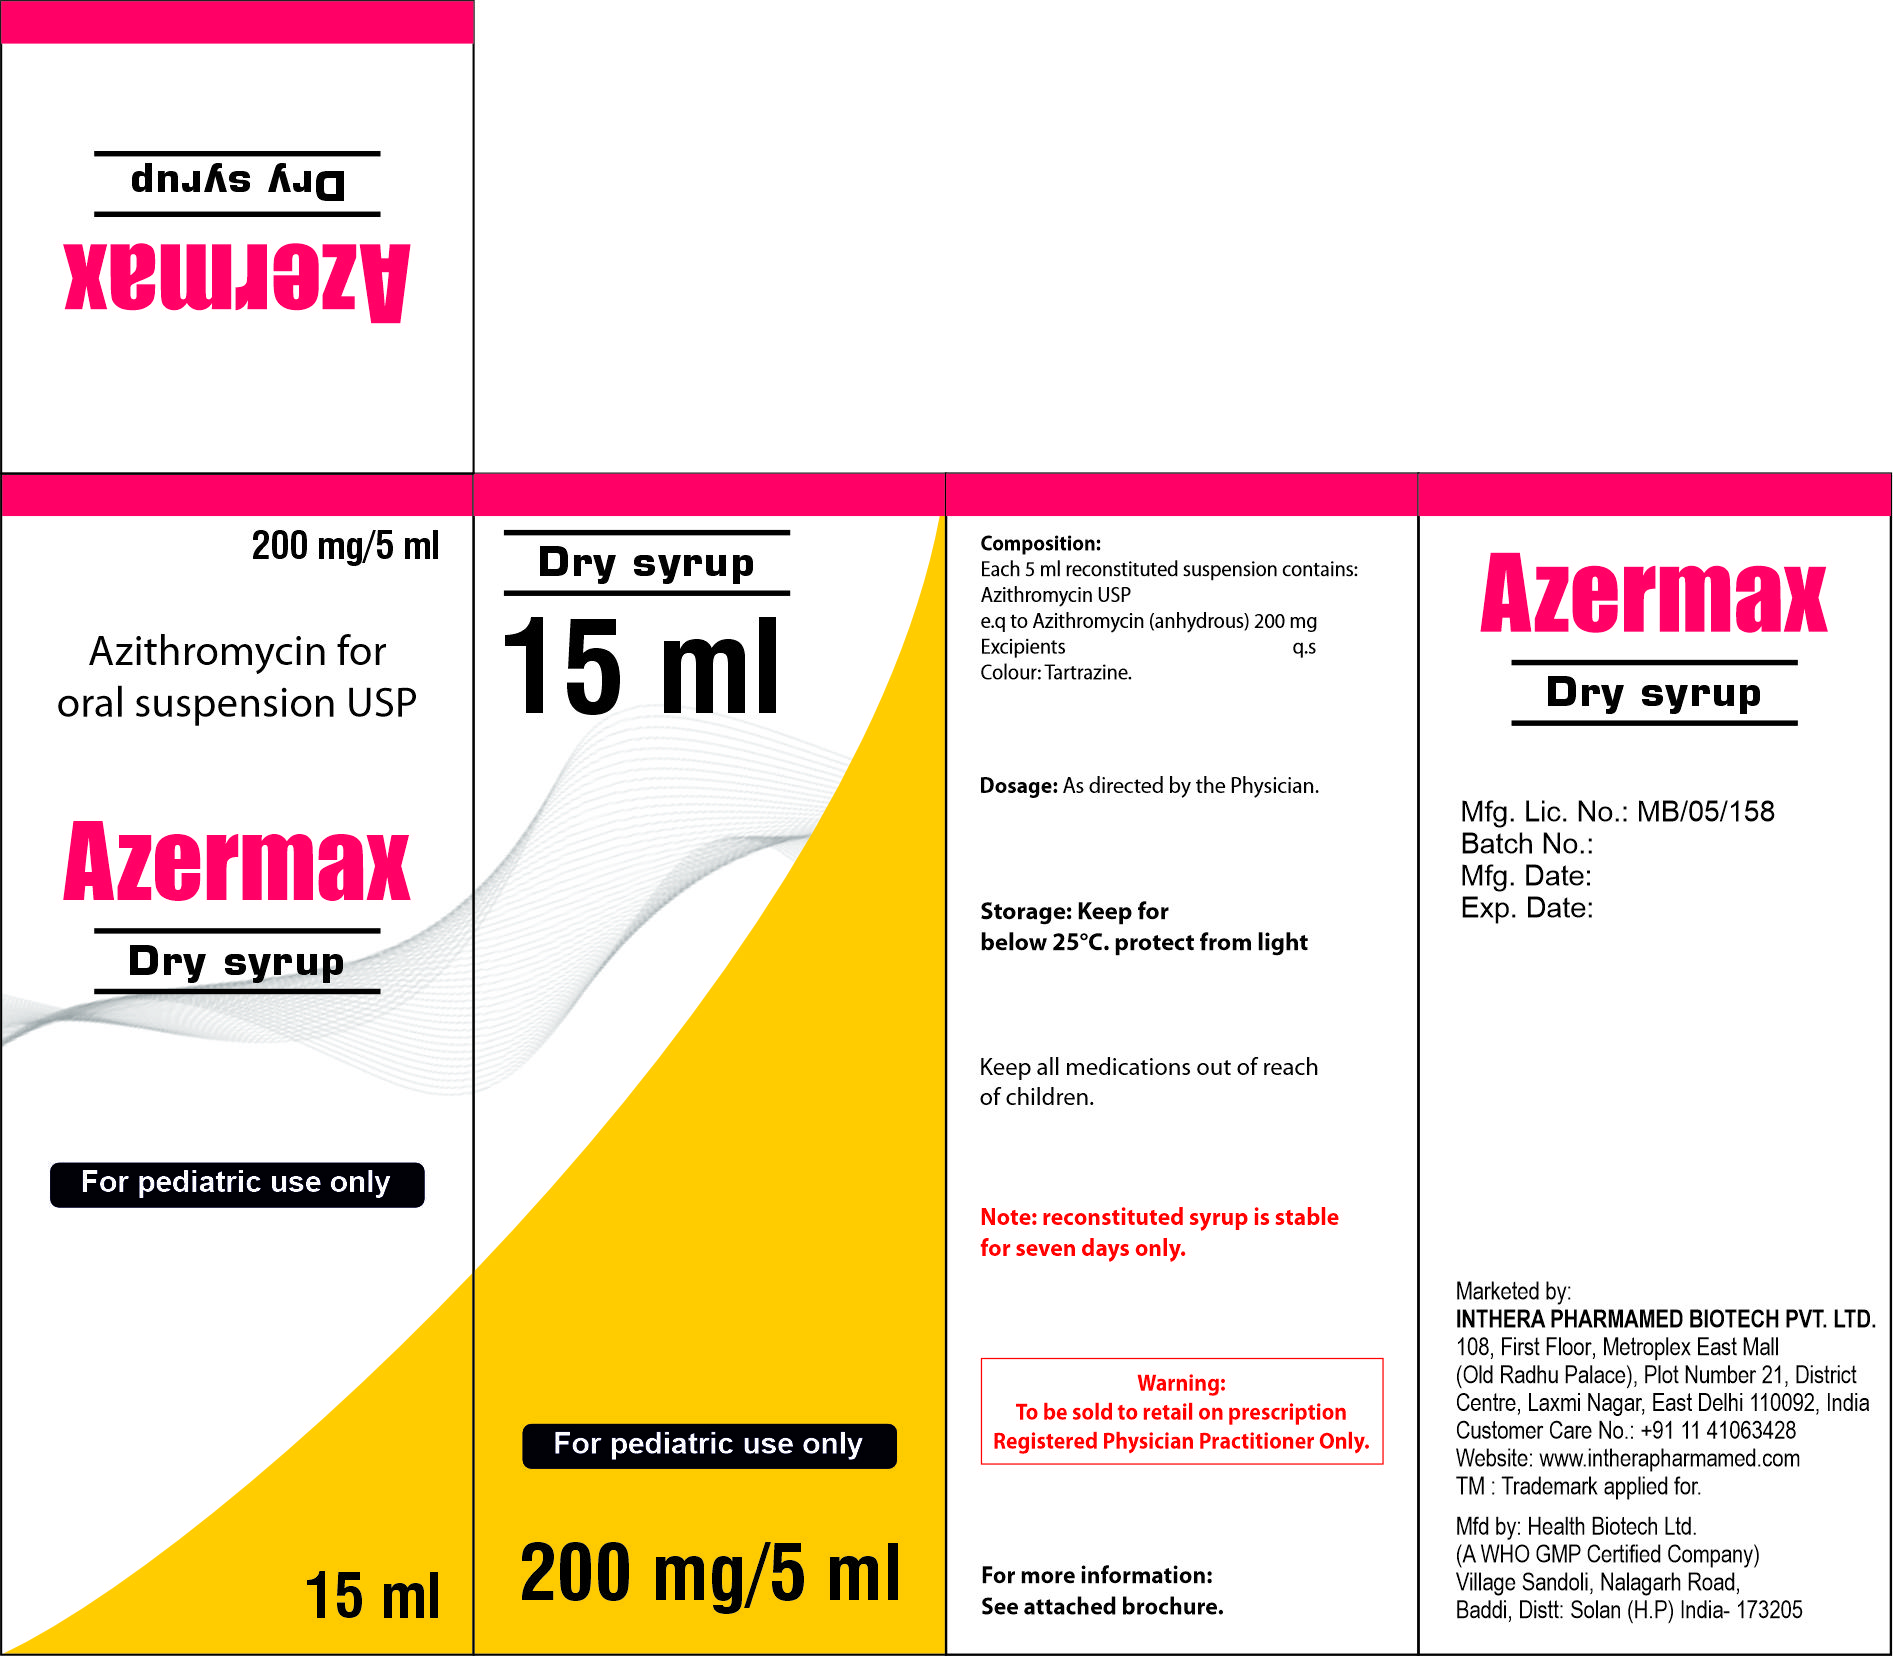 Dry syrup
Azermax
200 mg/5 ml
Azithromycin for
oral suspension USP
Azermax
Dry syrup
For pediatric use only
15 ml
Dry syrup
15 ml
For pediatric use only
200 mg/5 ml
Composition:
Each 5 ml reconstituted suspension contains:
Azithromycin USP
e.q to Azithromycin (anhydrous) 200 mg
Excipients q.s
Colour: Tartrazine.
Dosage: As directed by the Physician.
Storage: Keep for
below 25°C. protect from light
Keep all medications out of reach
of children.
Note: reconstituted syrup is stable
for seven days only.
Warning:
To be sold to retail on prescription
Registered Physician Practitioner Only.
For more information:
See attached brochure.
Azermax
Dry syrup
Mfg. Lic. No.: MB/05/158
Batch No.:
Mfg. Date:
Exp. Date:
Marketed by:
INTHERA PHARMAMED BIOTECH PVT. LTD.
108, First Floor, Metroplex East Mall
(Old Radhu Palace), Plot Number 21, District
Centre, Laxmi Nagar, East Delhi 110092, India
Customer Care No.: +91 11 41063428
Website: www.intherapharmamed.com
TM : Trademark applied for.
Mfd by: Health Biotech Ltd.
(A WHO GMP Certified Company)
Village Sandoli, Nalagarh Road,
Baddi, Distt: Solan (H.P) India- 173205